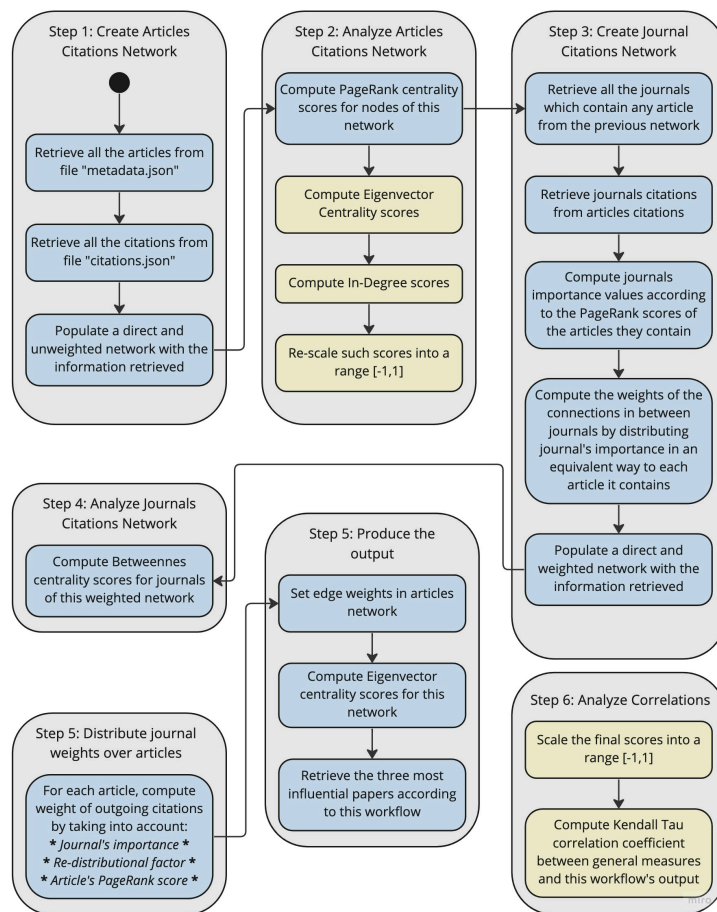 Step 1: Create Articles
Citations Network
Retrieve all the articles from
file "metadata.json"
Retrieve all the citations from
file "citations.json"
Populate a direct and
unweighted network with the
information retrieved
Step 2: Analyze Articles
Citations Network
Compute PageRank centrality
scores for nodes of this
network
Compute Eigenvector
Centrality scores
Compute In-Degree scores
Re-scale such scores into a
range [-1,1]
Step 3: Create Journal
Citations Network
Retrieve all the journals
which contain any article
from the previous network
Retrieve journals citations
from articles citations
Compute journals
importance values according
to the PageRank scores of
the articles they contain
Compute the weights of the
connections in between
journals by distributing
journal's importance in an
equivalent way to each
article it contains
Populate a direct and
weighted network with the
information retrieved
Step 4: Analyze Journals
Citations Network
Compute Betweennes
centrality scores for journals
of this weighted network
Step 5: Distribute journal
weights over articles
For each article, compute
weight of outgoing citations
by taking into account:
* Journal's importance *
* Re-distributional factor *
* Article's PageRank score *
Step 5: Produce the
output
Set edge weights in articles
network
Compute Eigenvector
centrality scores for this
network
Retrieve the three most
influential papers according
to this workflow
Step 6: Analyze Correlations
Scale the final scores into a
range [-1,1]
Compute Kendall Tau
correlation coefficient
between general measures
and this workflow's output
miro